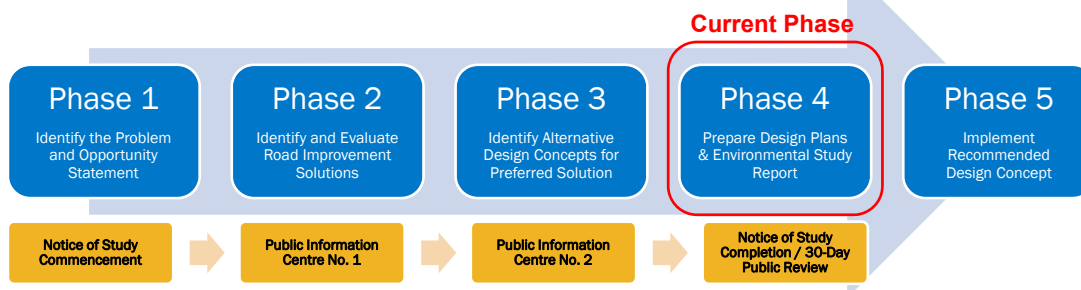 Current Phase
Phase 1
Identify the Problem
and Opportunity
Statement
Phase 2
Identify and Evaluate
Road Improvement
Solutions
Phase 3
Identify Alternative
Design Concepts for
Preferred Solution
Phase 4
Prepare Design Plans
& Environmental Study
Report
Phase 5
Implement
Recommended
Design Concept
Notice of Study
Commencement
Public Information
Centre No. 1
Public Information
Centre No. 2
Notice of Study
Completion / 30-Day
Public Review